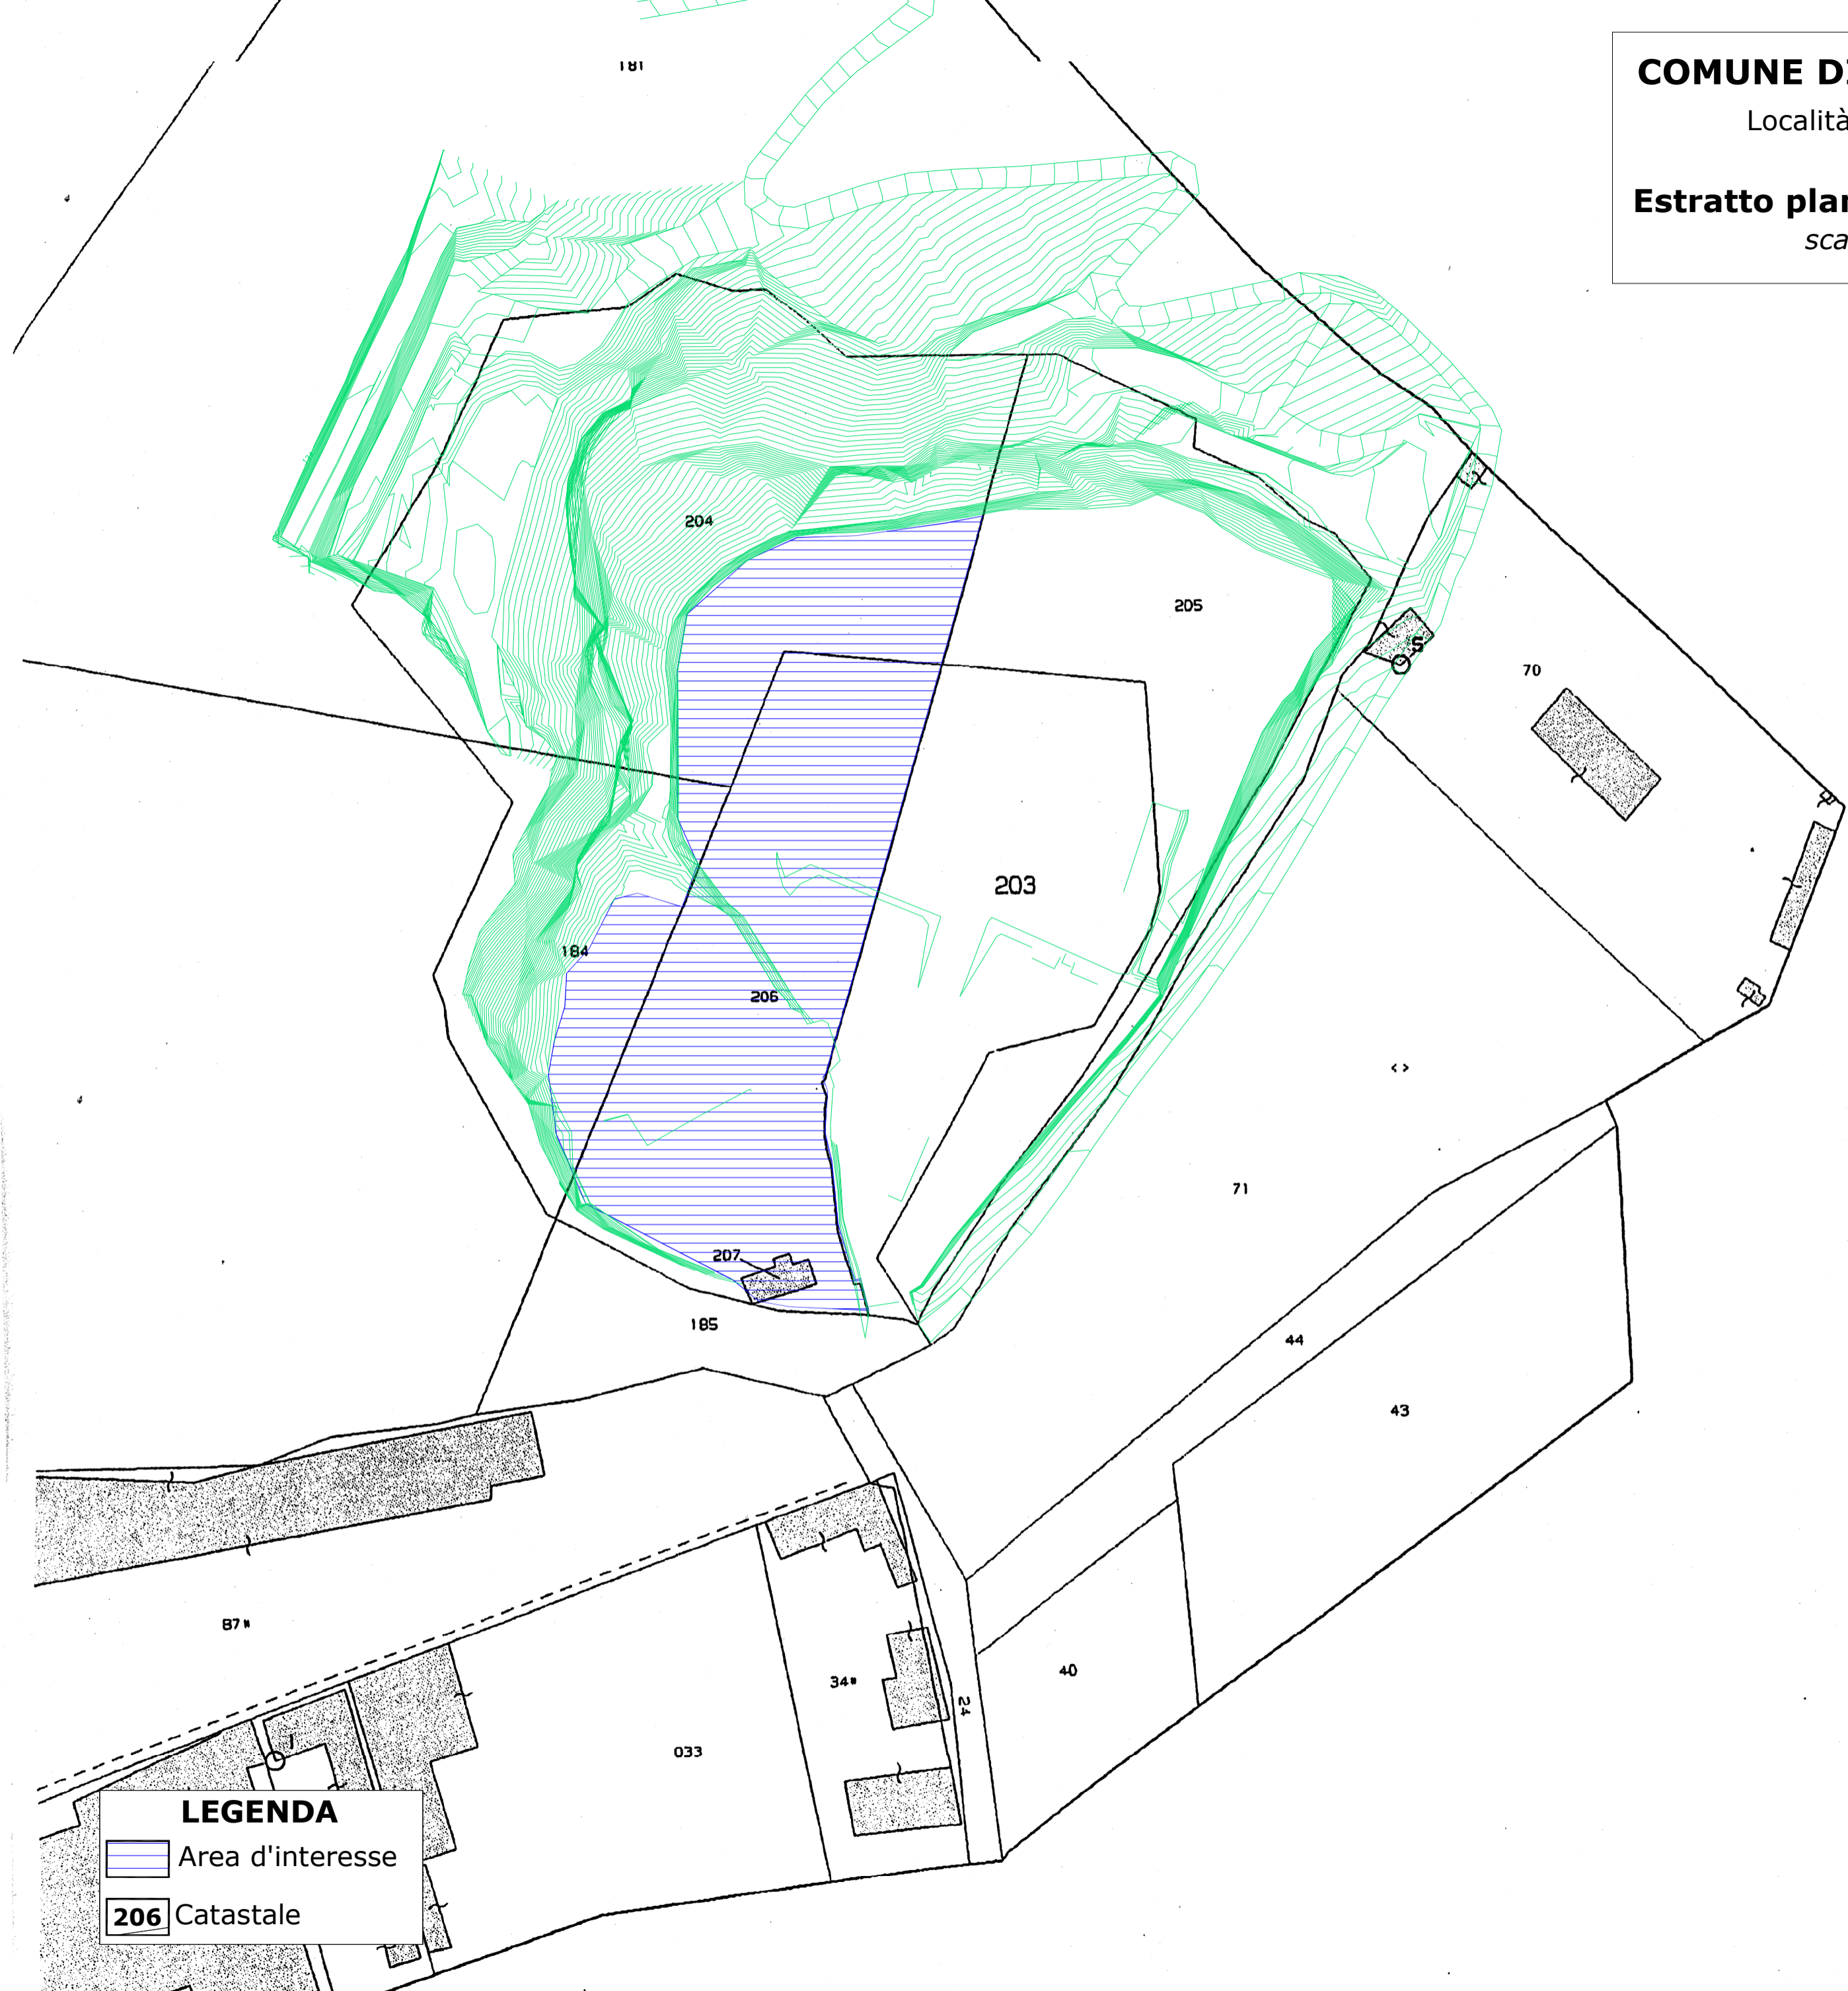 181
COMUNE D
Località
Estratto pla
sca
204
205
70
S
203
184
206
71
207
185
44
43
87
34
40
24
033
LEGENDA
Area d'interesse
206 Catastale